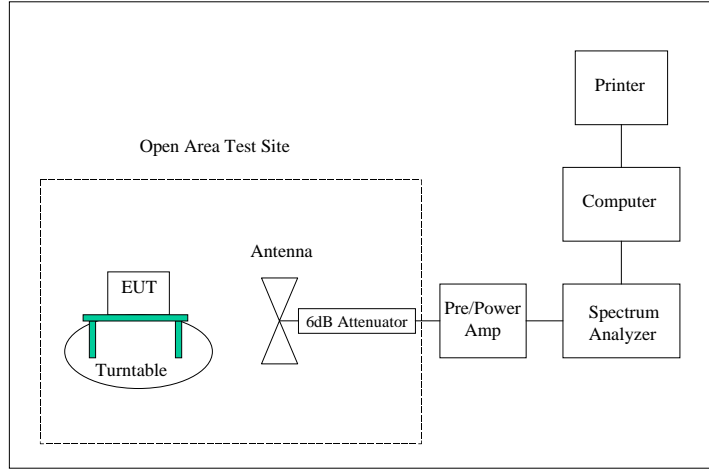 Printer
Open Area Test Site
Computer
Antenna
EUT
6dB Attenuator
Pre/Power
Amp
Spectrum
Analyzer
Turntable